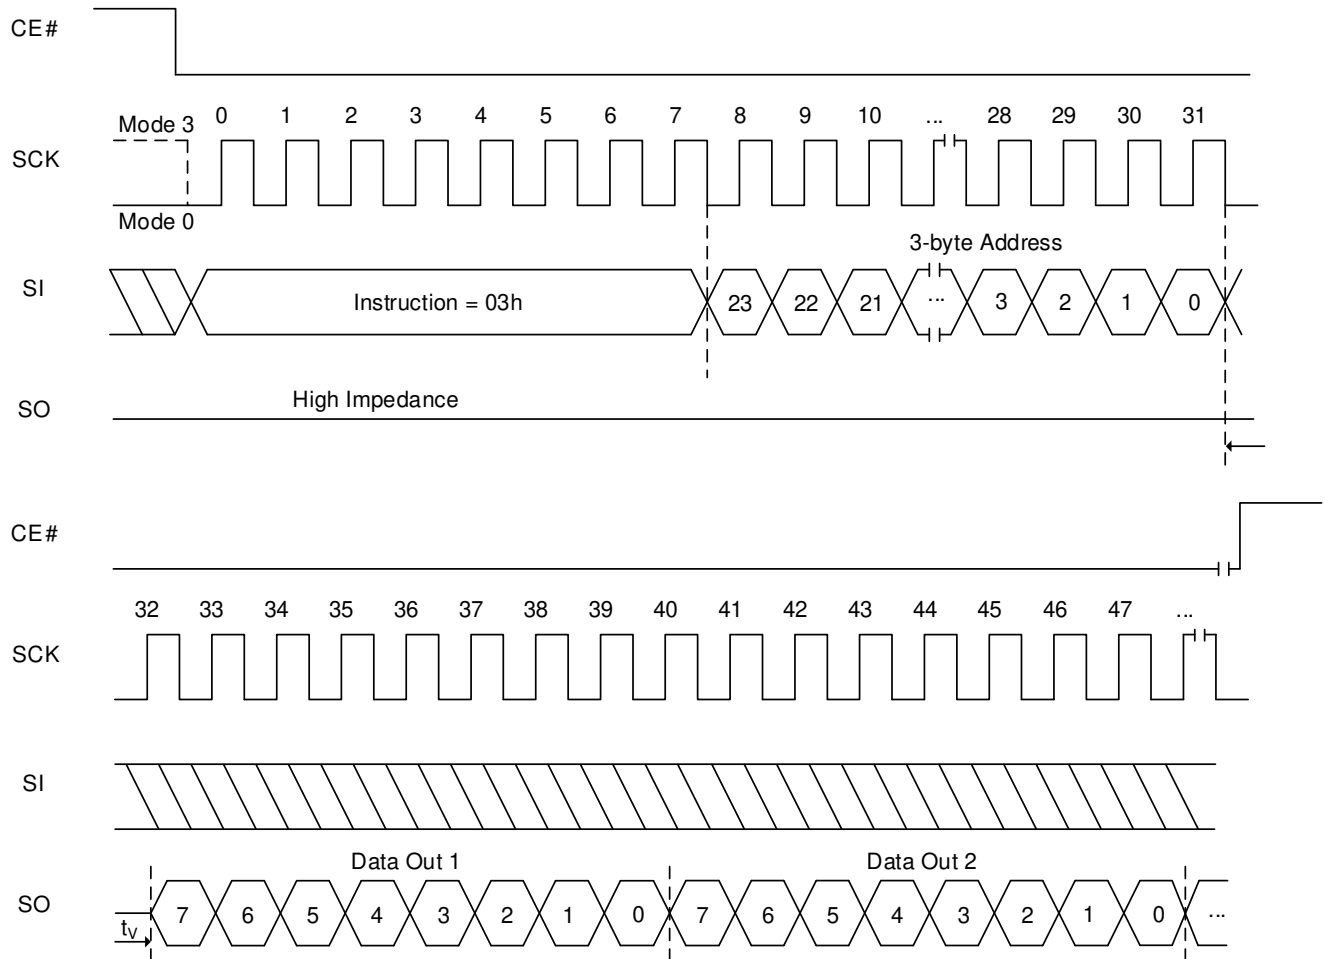 CE#
0 1 2 3 4 5 6 7 8 9 10 ... 28 29 30 31
Mode 3
SCK
Mode 0
3-byte Address
SI
Instruction = 03h 23 22 21 ... 3 2 1 0
High Impedance
SO
CE#
32 33 34 35 36 37 38 39 40 41 42 43 44 45 46 47 ...
SCK
SI
Data Out 1 Data Out 2
SO
7 6 5 4 3 2 1 0 7 6 5 4 3 2 1 0 ...
tV